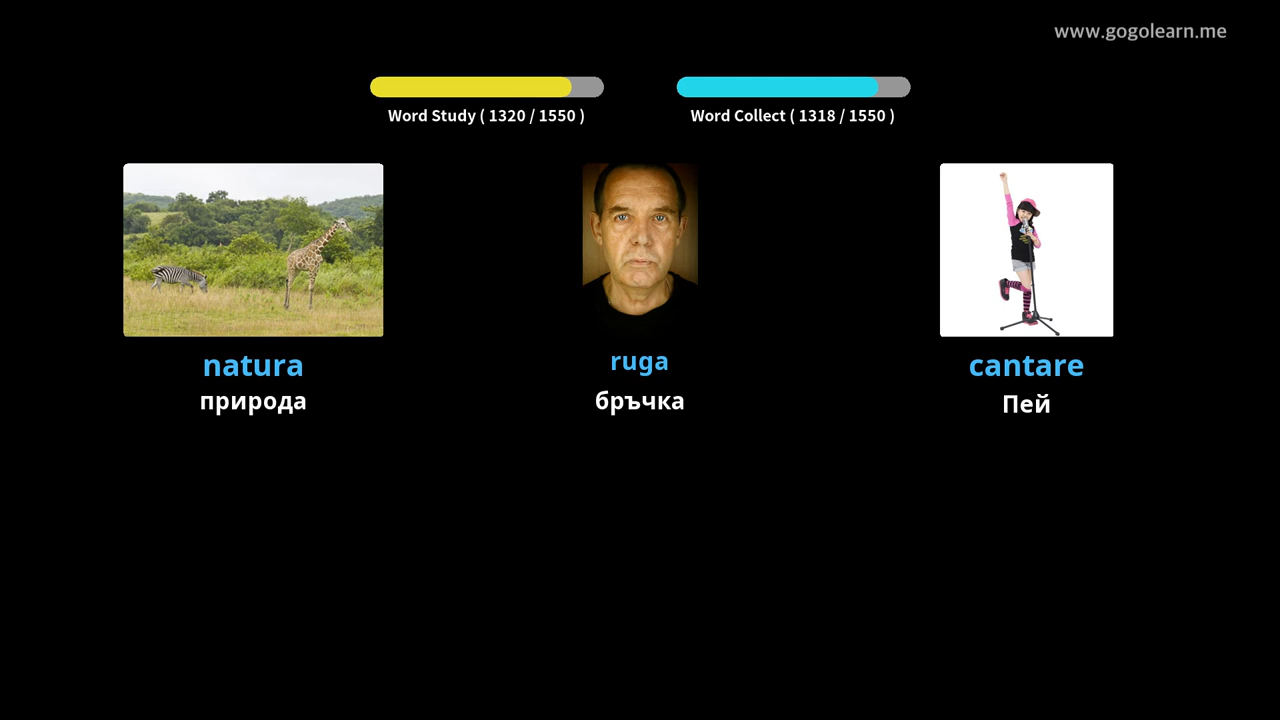 www.gogolearn.me
Word Study ( 1320 / 1550 )
Word Collect ( 1318 / 1550 )
natura
природа
ruga
бръчка
cantare
Пей